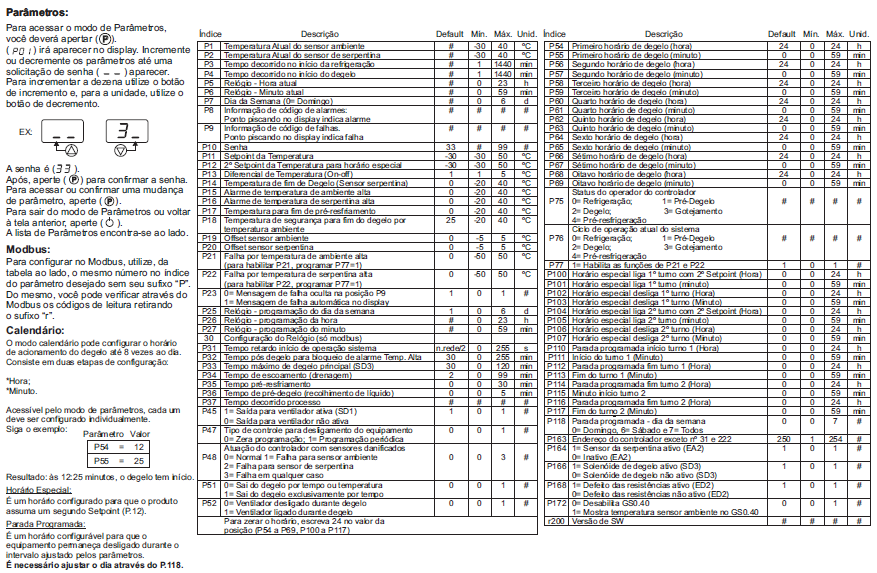 Parâmetros:
Para acessar o modo de Parâmetros,
você deverá apertar (P).
( P01 ) irá aparecer no display. Incremente
ou decremente os parâmetros até uma
solicitação de senha ( _ _ ) aparecer.
Para incrementar a dezena utilize o botão
de incremento e, para a unidade, utilize o
botão de decremento.
EX: _ _ 3_
A senha é (33).
Após, aperte (P) para confirmar a senha.
Para acessar ou confirmar uma mudança
de parâmetro, aperte (P).
Para sair do modo de Parâmetros ou voltar
à tela anterior, aperte (⏻).
A lista de Parâmetros encontra-se ao lado.
Modbus:
Para configurar no Modbus, utilize, da
tabela ao lado, o mesmo número no índice
do parâmetro desejado sem seu sufixo "P".
Do mesmo, você pode verificar através do
Modbus os códigos de leitura retirando
o sufixo "r".
Calendário:
O modo calendário pode configurar o horário
de acionamento do degelo até 8 vezes ao dia.
Consiste em duas etapas de configuração:
*Hora;
*Minuto.
Acessível pelo modo de parâmetros, cada um
deve ser configurado individualmente.
Siga o exemplo:
Parâmetro Valor
P54 = 12
P55 = 25
Resultado: às 12:25 minutos, o degelo tem início.
Horário Especial:
É um horário configurado para que o produto
assuma um segundo Setpoint (P.12).
Parada Programada:
É um horário configurável para que o
equipamento permaneça desligado durante o
intervalo ajustado pelos parâmetros.
É necessário ajustar o dia através do P.118.
Índice Descrição Default Mín. Máx. Unid.
P1 Temperatura Atual do sensor ambiente # -30 40 ºC
P2 Temperatura Atual do sensor de serpentina # -30 40 ºC
P3 Tempo decorrido no início da refrigeração # 1 1440 min
P4 Tempo decorrido no início do degelo # 1 1440 min
P5 Relógio - Hora atual # 0 23 h
P6 Relógio - Minuto atual # 0 59 min
P7 Dia da Semana (0= Domingo) # 0 6 d
P8 Informação de código de alarmes: # # # #
Ponto piscando no display indica alarme
P9 Informação de código de falhas. # # # #
Ponto piscando no display indica falha
P10 Senha 33 # 99 #
P11 Setpoint da Temperatura -30 -30 50 ºC
P12 2º Setpoint da Temperatura para horário especial -30 -30 50 ºC
P13 Diferencial de Temperatura (On-off) 1 1 5 ºC
P14 Temperatura de fim de Degelo (Sensor serpentina) 0 -20 40 ºC
P15 Alarme de temperatura de ambiente alta 0 -20 40 ºC
P16 Alarme de temperatura de serpentina alta 0 -20 40 ºC
P17 Temperatura para fim de pré-resfriamento 0 -20 40 ºC
P18 Temperatura de segurança para fim do degelo por 25 -20 40 ºC
temperatura ambiente
P19 Offset sensor ambiente 0 -5 5 ºC
P20 Offset sensor serpentina 0 -5 5 ºC
P21 Falha por temperatura de ambiente alta 0 -50 50 ºC
(para habilitar P21, programar P77=1)
P22 Falha por temperatura de serpentina alta 0 -50 50 ºC
(para habilitar P22, programar P77=1)
P23 0= Mensagem de falha oculta na posição P9 1 0 1 #
1= Mensagem de falha automática no display
P25 Relógio - programação do dia da semana 1 0 6 d
P26 Relógio - programação da hora # 0 23 h
P27 Relógio - programação do minuto # 0 59 min
30 Configuração do Relógio (só modbus)
P31 Tempo retardo início de operação sistema n.rede/2 0 255 s
P32 Tempo pós degelo para bloqueio de alarme Temp. Alta 30 0 255 min
P33 Tempo máximo de degelo principal (SD3) 30 0 120 min
P34 Tempo de escoamento (drenagem) 2 0 99 min
P35 Tempo pré-resfriamento 0 0 30 min
P36 Tempo de pré-degelo (recolhimento de líquido) 0 0 5 min
P37 Tempo decorrido processo # # # #
P45 1= Saída para ventilador ativa (SD1) 1 0 1 #
0= Saída para ventilador não ativa
P47 Tipo de controle para desligamento do equipamento 0 0 1 #
0= Zera programação; 1= Programação periódica
P48 Atuação do controlador com sensores danificados 0 0 3 #
0= Normal 1= Falha para sensor ambiente
2= Falha para sensor de serpentina
3= Falha em qualquer caso
P51 0= Sai do degelo por tempo ou temperatura 0 0 1 #
1= Sai do degelo exclusivamente por tempo
P52 0= Ventilador desligado durante degelo 0 0 1 #
1= Ventilador ligado durante degelo
Para zerar o horário, escreva 24 no valor da
posição (P54 a P69, P100 a P117)
Índice Descrição Default Mín. Máx. Unid.
P54 Primeiro horário de degelo (hora) 24 0 24 h
P55 Primeiro horário de degelo (minuto) 0 0 59 min
P56 Segundo horário de degelo (hora) 24 0 24 h
P57 Segundo horário de degelo (minuto) 0 0 59 min
P58 Terceiro horário de degelo (hora) 24 0 24 h
P59 Terceiro horário de degelo (minuto) 0 0 59 min
P60 Quarto horário de degelo (hora) 24 0 24 h
P61 Quarto horário de degelo (minuto) 0 0 59 min
P62 Quinto horário de degelo (hora) 24 0 24 h
P63 Quinto horário de degelo (minuto) 0 0 59 min
P64 Sexto horário de degelo (hora) 24 0 24 h
P65 Sexto horário de degelo (minuto) 0 0 59 min
P66 Sétimo horário de degelo (hora) 24 0 24 h
P67 Sétimo horário de degelo (minuto) 0 0 59 min
P68 Oitavo horário de degelo (hora) 24 0 24 h
P69 Oitavo horário de degelo (minuto) 0 0 59 min
P75 Status do operador do controlador # # # #
0= Refrigeração; 1= Pré-Degelo
2= Degelo; 3= Gotejamento
4= Pré-resfrigeração
P76 Ciclo de operação atual do sistema # # # #
0= Refrigeração; 1= Pré-Degelo
2= Degelo; 3= Gotejamento
4= Pré-resfrigeração
P77 1= Habilita as funções de P21 e P22 0 0 1 #
P100 Horário especial liga 1º turno com 2º Setpoint (Hora) 0 0 24 h
P101 Horário especial liga 1º turno (minuto) 0 0 59 min
P102 Horário especial desliga 1º turno (Hora) 0 0 24 h
P103 Horário especial desliga 1º turno (minuto) 0 0 59 min
P104 Horário especial liga 2º turno com 2º Setpoint (Hora) 0 0 24 h
P105 Horário especial liga 2º turno (minuto) 0 0 59 min
P106 Horário especial desliga 2º turno (Hora) 0 0 24 h
P107 Horário especial desliga 2º turno (minuto) 0 0 59 min
P110 Parada programada início turno 1 (Hora) 0 0 24 h
P111 Início do turno 1 (Minuto) 0 0 59 min
P112 Parada programada fim turno 1 (Hora) 0 0 24 h
P113 Fim do turno 1 (Minuto) 0 0 59 min
P114 Parada programada fim turno 2 (Hora) 0 0 24 h
P115 Minuto início turno 2 0 0 59 min
P116 Parada programada fim turno 2 (Hora) 0 0 24 h
P117 Fim do turno 2 (Minuto) 0 0 59 min
P118 Parada programada - dia da semana 0 0 7 #
0= Domingo, 6= Sábado e 7= Todos
P163 Endereço do controlador exceto nº 31 e 222. 250 1 254 #
P164 1= Sensor da serpentina ativo (EA2) 1 0 1 #
0= Inativo (EA2)
P166 1= Solenóide de degelo ativo (SD3) 1 0 1 #
0= Solenóide de degelo não ativo (SD3)
P168 1= Defeito das resistências ativo (ED2) 1 0 1 #
0= Defeito das resistências não ativo (ED2)
P172 0= Desabilita GS0.40 0 0 1 #
1= Mostra temperatura sensor ambiente no GS0.40
r200 Versão de SW # # # #